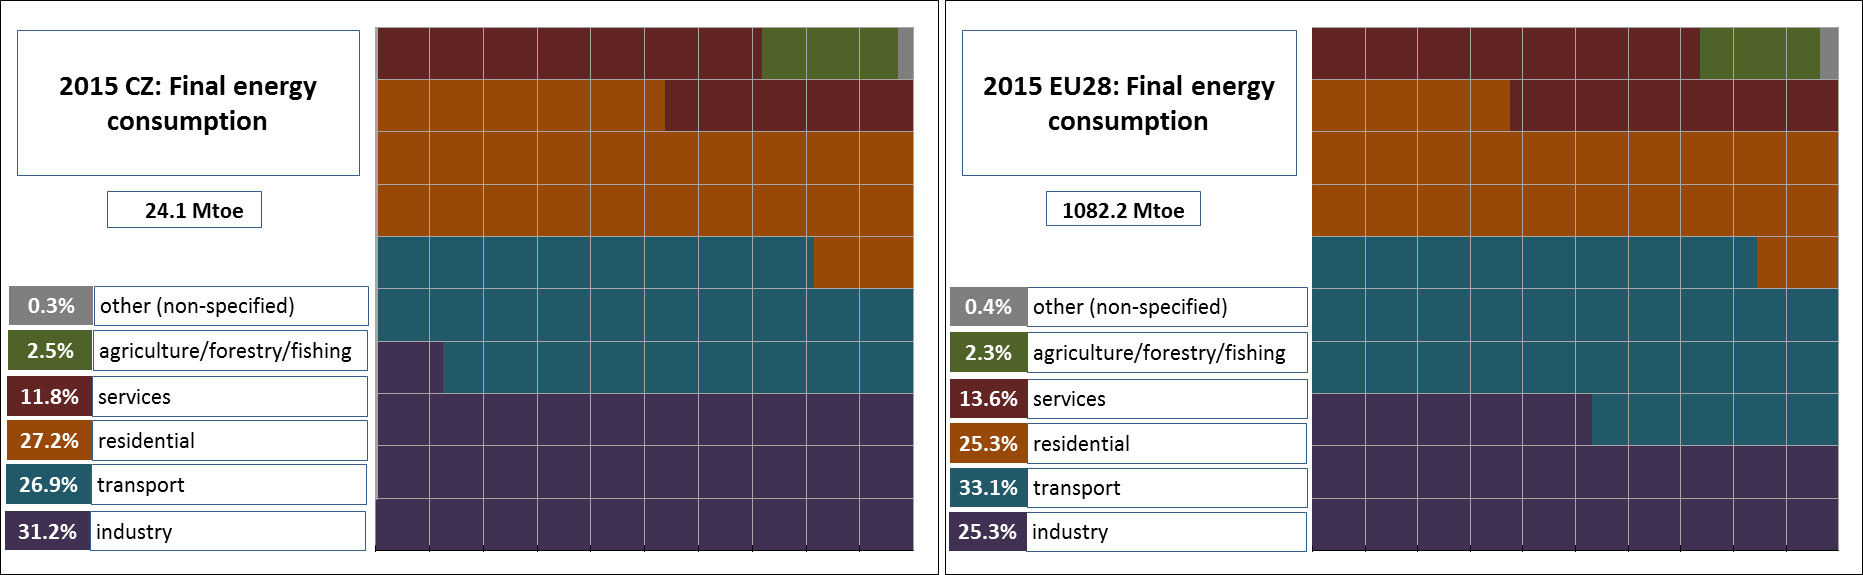 2015 CZ: Final energy
consumption
24.1 Mtoe
0.3% other (non-specified)
2.5% agriculture/forestry/fishing
11.8% services
27.2% residential
26.9% transport
31.2% industry
2015 EU28: Final energy
consumption
1082.2 Mtoe
0.4% other (non-specified)
2.3% agriculture/forestry/fishing
13.6% services
25.3% residential
33.1% transport
25.3% industry